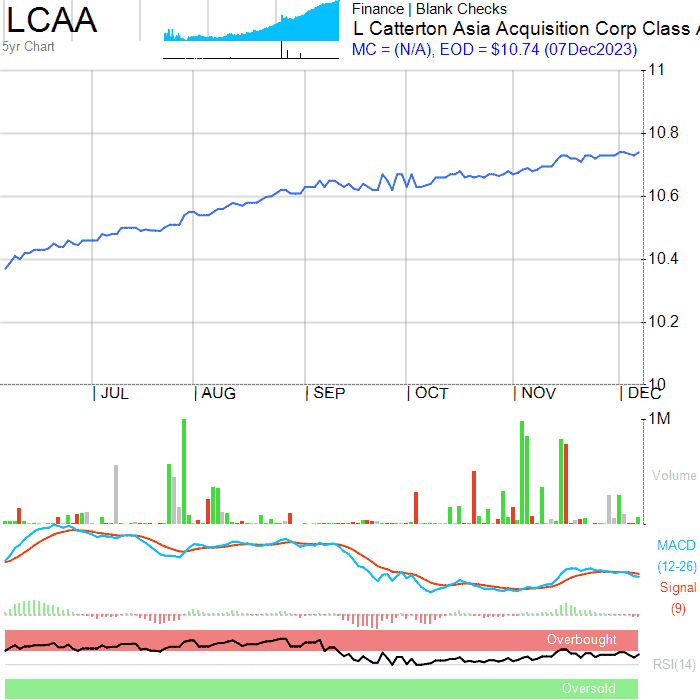 LCAA
5yr Chart
Finance | Blank Checks
L Catterton Asia Acquisition Corp Class A
MC = (N/A), EOD = $10.74 (07Dec2023)
11
10.8
10.6
10.4
10.2
10
JUL
AUG
SEP
OCT
NOV
DEC
1M
Volume
MACD
(12-26)
Signal
(9)
Overbought
RSI(14)
Oversold